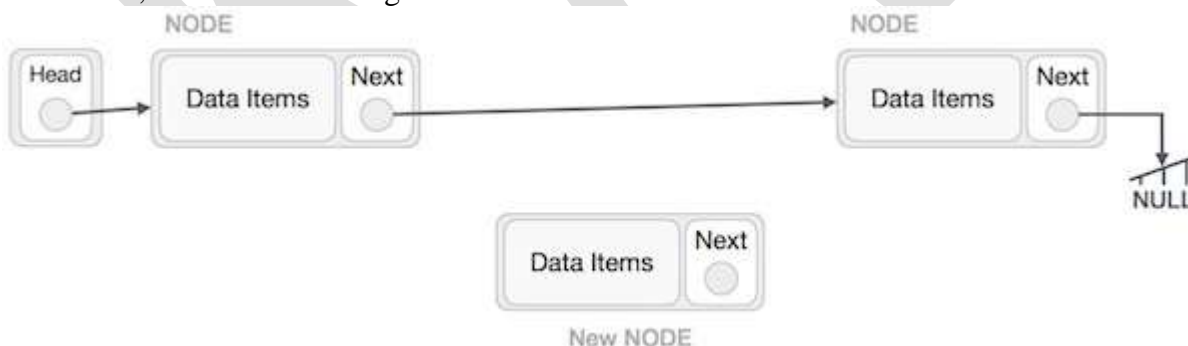 NODE NODE
Head Data Items Next Data Items Next
NULL
Data Items Next
New NODE